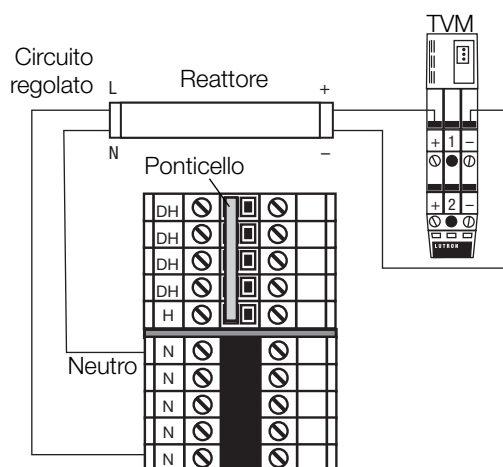 TVM
Circuito
regolato
L
Reattore
+
N
−
Ponticello
+ 1 −
+ 2 −
LUTRON
DH
DH
DH
DH
H
Neutro
N
N
N
N
N